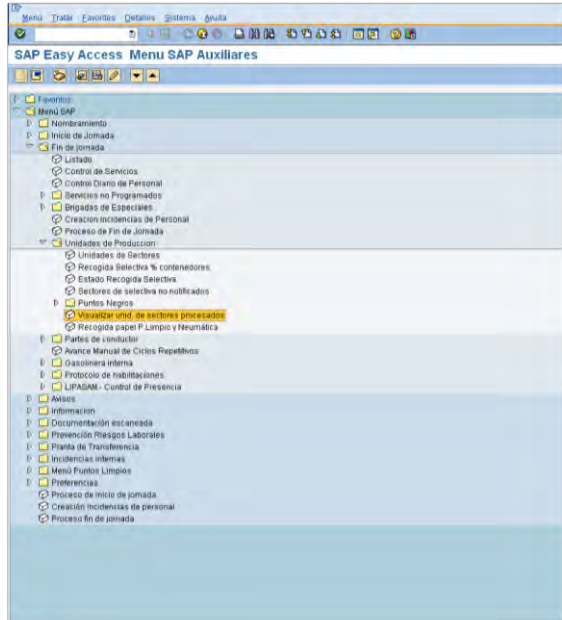 Menú Tratar Favoritos Detalles Sistema Ayuda
SAP Easy Access Menu SAP Auxiliares
Favoritos
Menú SAP
Nombramiento
Inicio de Jornada
Fin de jornada
Listado
Control de Servicios
Control Diario de Personal
Servicios no Programados
Brigadas de Especiales
Creacion incidencias de Personal
Proceso de Fin de Jornada
Unidades de Produccion
Unidades de Sectores
Recogida Selectiva % contenedores
Estado Recogida Selectiva
Sectores de selectiva no notificados
Puntos Negros
Visualizar unid. de sectores procesados
Recogida papel P.Limpio y Neumática
Partes de conductor
Avance Manual de Ciclos Repetitivos
Gasolinera interna
Protocolo de habilitaciones
LIPASAM - Control de Presencia
Avisos
Informacion
Documentación escaneada
Prevención Riesgos Laborales
Planta de Transferencia
Incidencias internas
Menú Puntos Limpios
Preferencias
Proceso de inicio de jornada
Creación incidencias de personal
Proceso fin de jornada